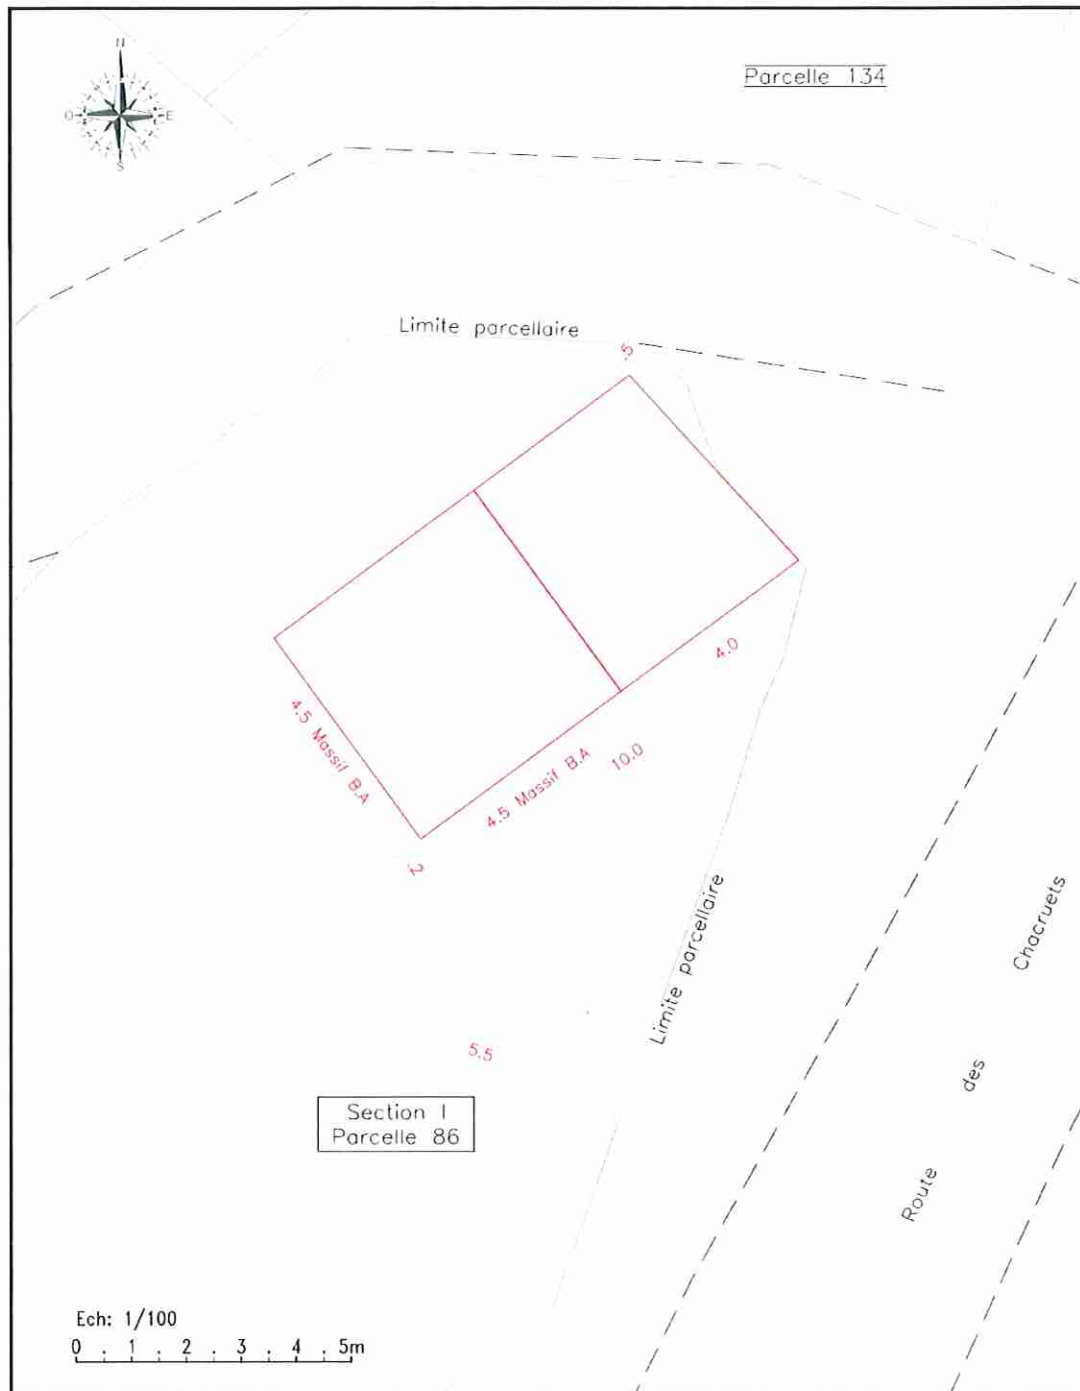 N
O
E
S
Parcelle 134
Limite parcellaire
.5
4.0
4.5 Massif B.A
4.5 Massif B.A
10.0
.2
Limite parcellaire
Chacruets
des
Route
5.5
Section I
Parcelle 86
Ech: 1/100
0 . 1 . 2 . 3 . 4 . 5m